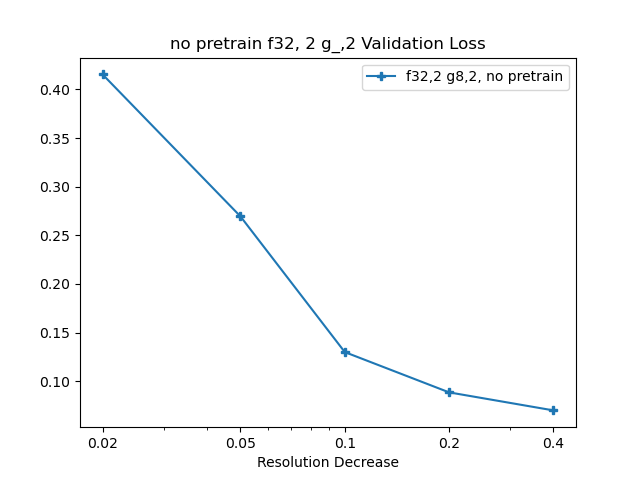 no pretrain f32, 2 g_,2 Validation Loss
f32,2 g8,2, no pretrain
0.40
0.35
0.30
0.25
0.20
0.15
0.10
0.02 0.05 0.1 0.2 0.4
Resolution Decrease